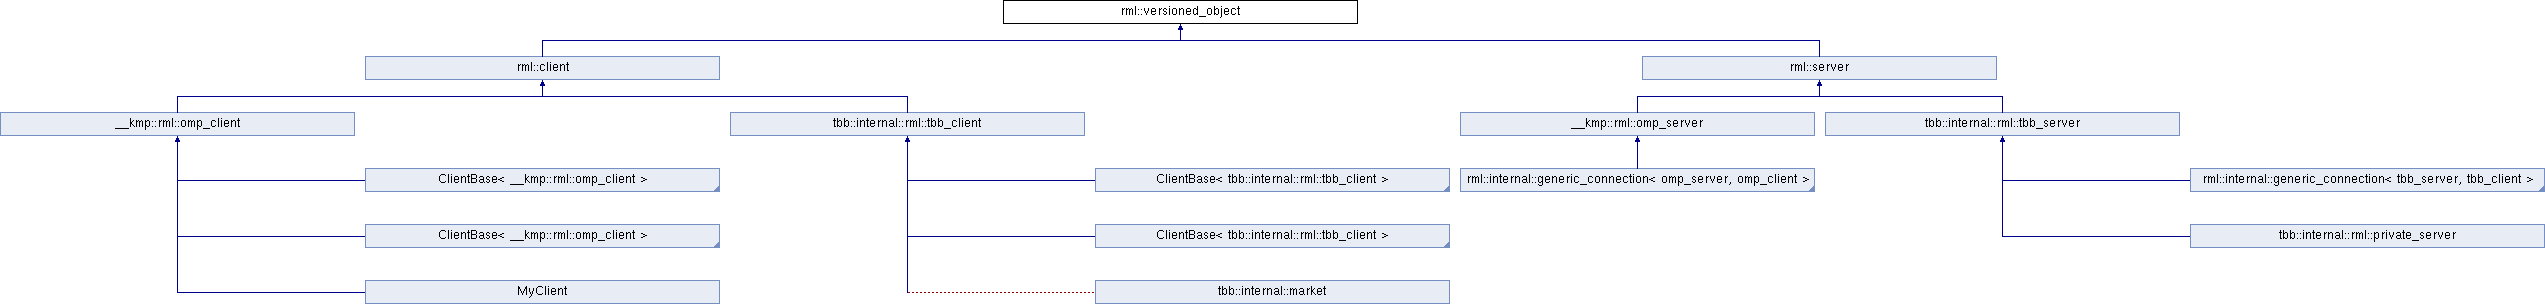 rml::versioned_object
rml::client
rml::server
__kmp::rml::omp_client
tbb::internal::rml::tbb_client
__kmp::rml::omp_server
tbb::internal::rml::tbb_server
ClientBase< __kmp::rml::omp_client >
ClientBase< tbb::internal::rml::tbb_client >
rml::internal::generic_connection< omp_server, omp_client >
rml::internal::generic_connection< tbb_server, tbb_client >
ClientBase< __kmp::rml::omp_client >
ClientBase< tbb::internal::rml::tbb_client >
tbb::internal::rml::private_server
MyClient
tbb::internal::market